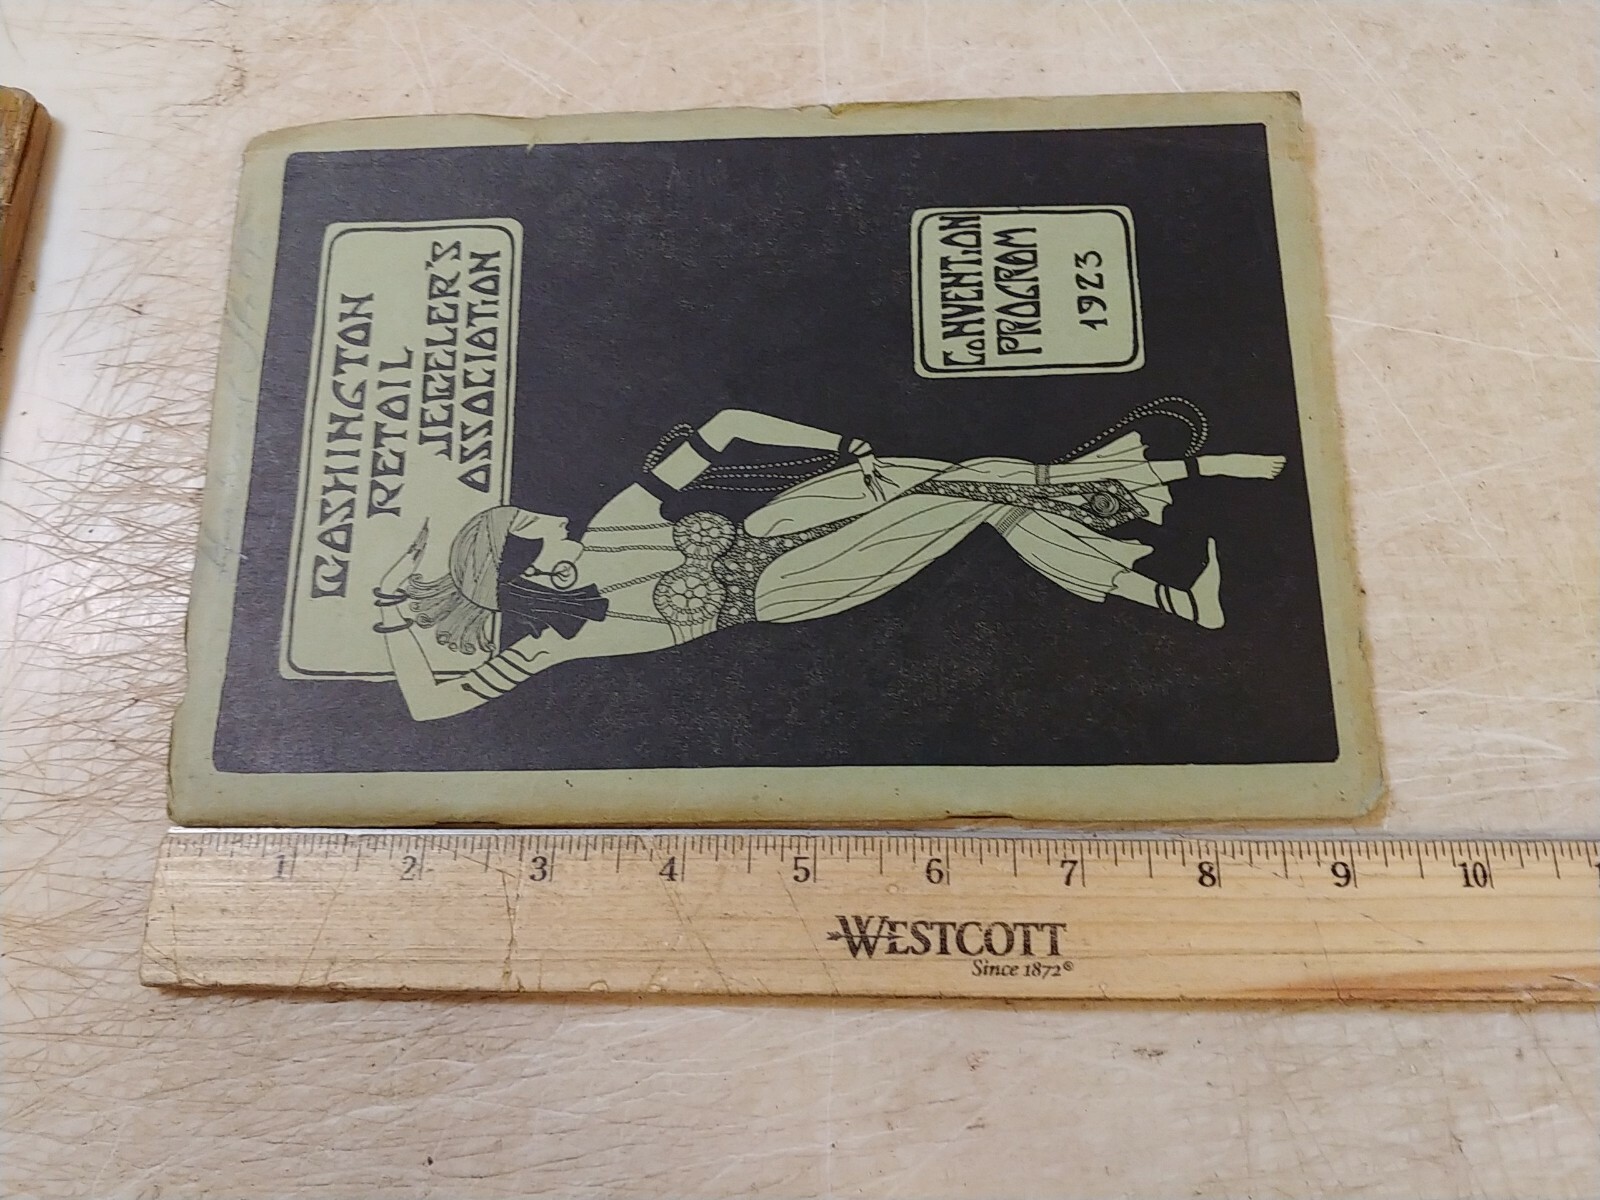 WASHINGTON
RETAIL
JEWELER'S
ASSOCIATION
CONVENTION
PROGRAM
1923
1 2 3 4 5 6 7 8 9 10
WESTCOTT
Since 1872®